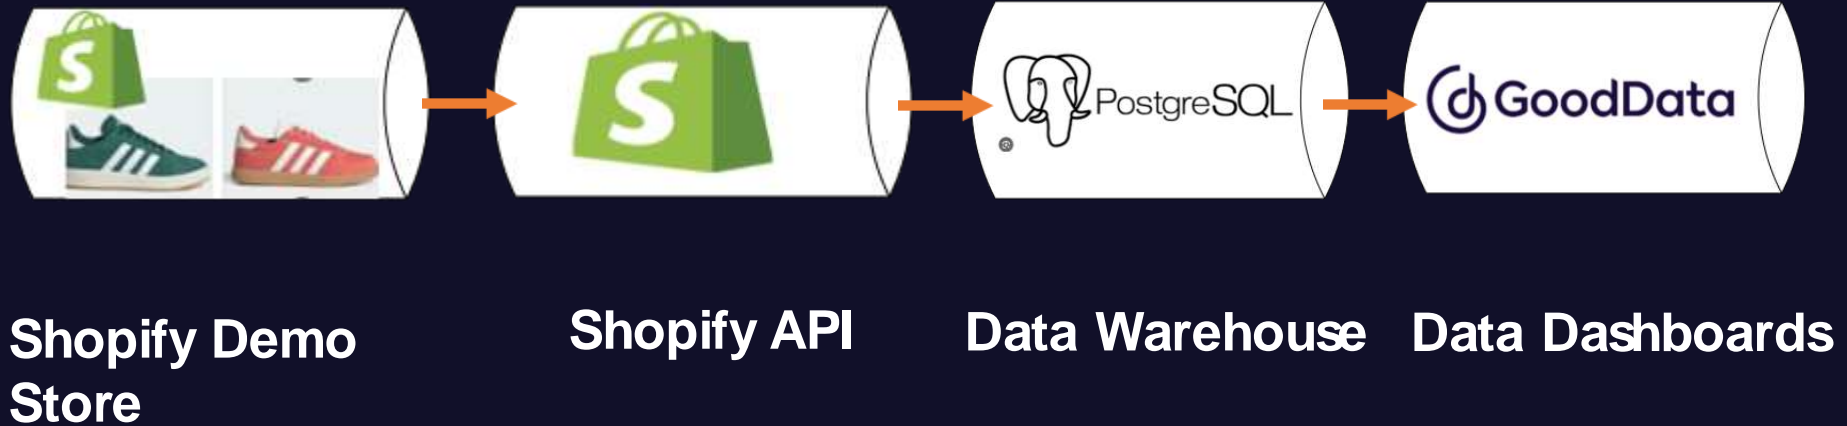 S
S
PostgreSQL
®
GoodData
Shopify Demo
Store
Shopify API
Data Warehouse
Data Dashboards